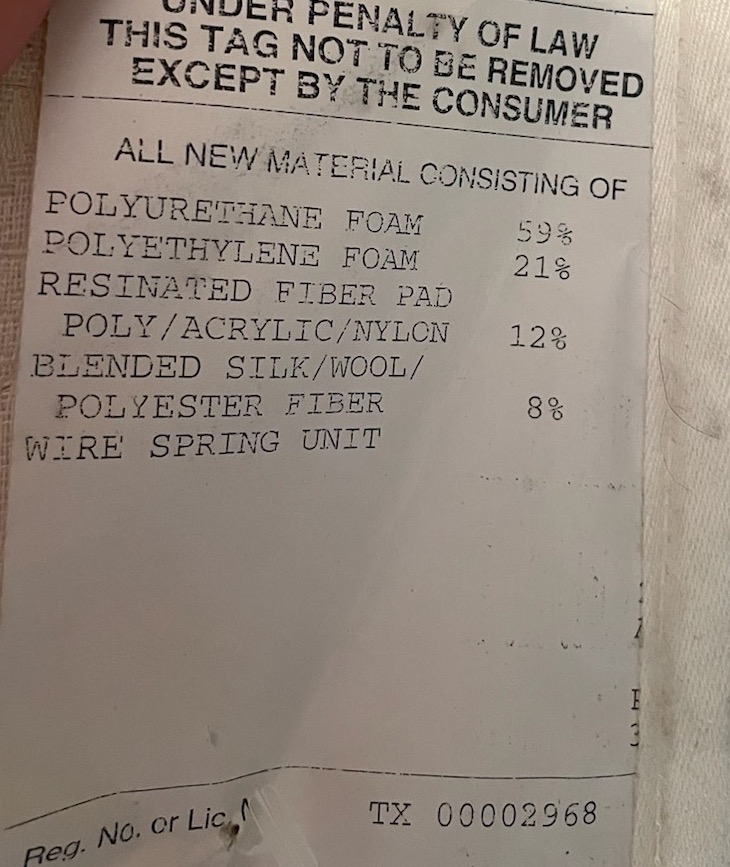 UNDER PENALTY OF LAW
THIS TAG NOT TO BE REMOVED
EXCEPT BY THE CONSUMER
ALL NEW MATERIAL CONSISTING OF
POLYURETHANE FOAM 59%
POLYETHYLENE FOAM 21%
RESINATED FIBER PAD
POLY/ACRYLIC/NYLON 12%
BLENDED SILK/WOOL/
POLYESTER FIBER 8%
WIRE SPRING UNIT
Reg. No. or Lic. TX 00002968